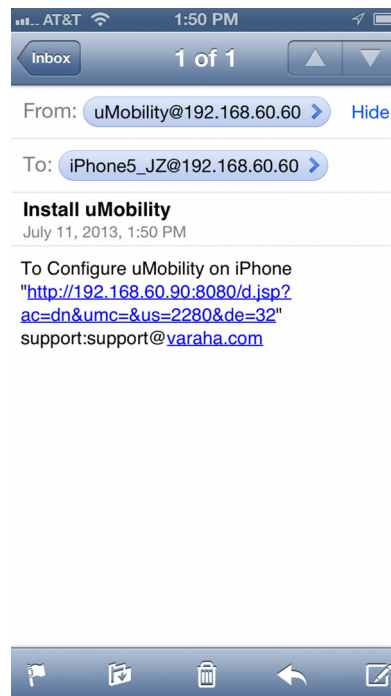 AT&T 1:50 PM
Inbox 1 of 1
From: uMobility@192.168.60.60 Hide
To: iPhone5_JZ@192.168.60.60
Install uMobility
July 11, 2013, 1:50 PM
To Configure uMobility on iPhone
"http://192.168.60.90:8080/d.jsp?
ac=dn&umc=&us=2280&de=32"
support:support@varaha.com